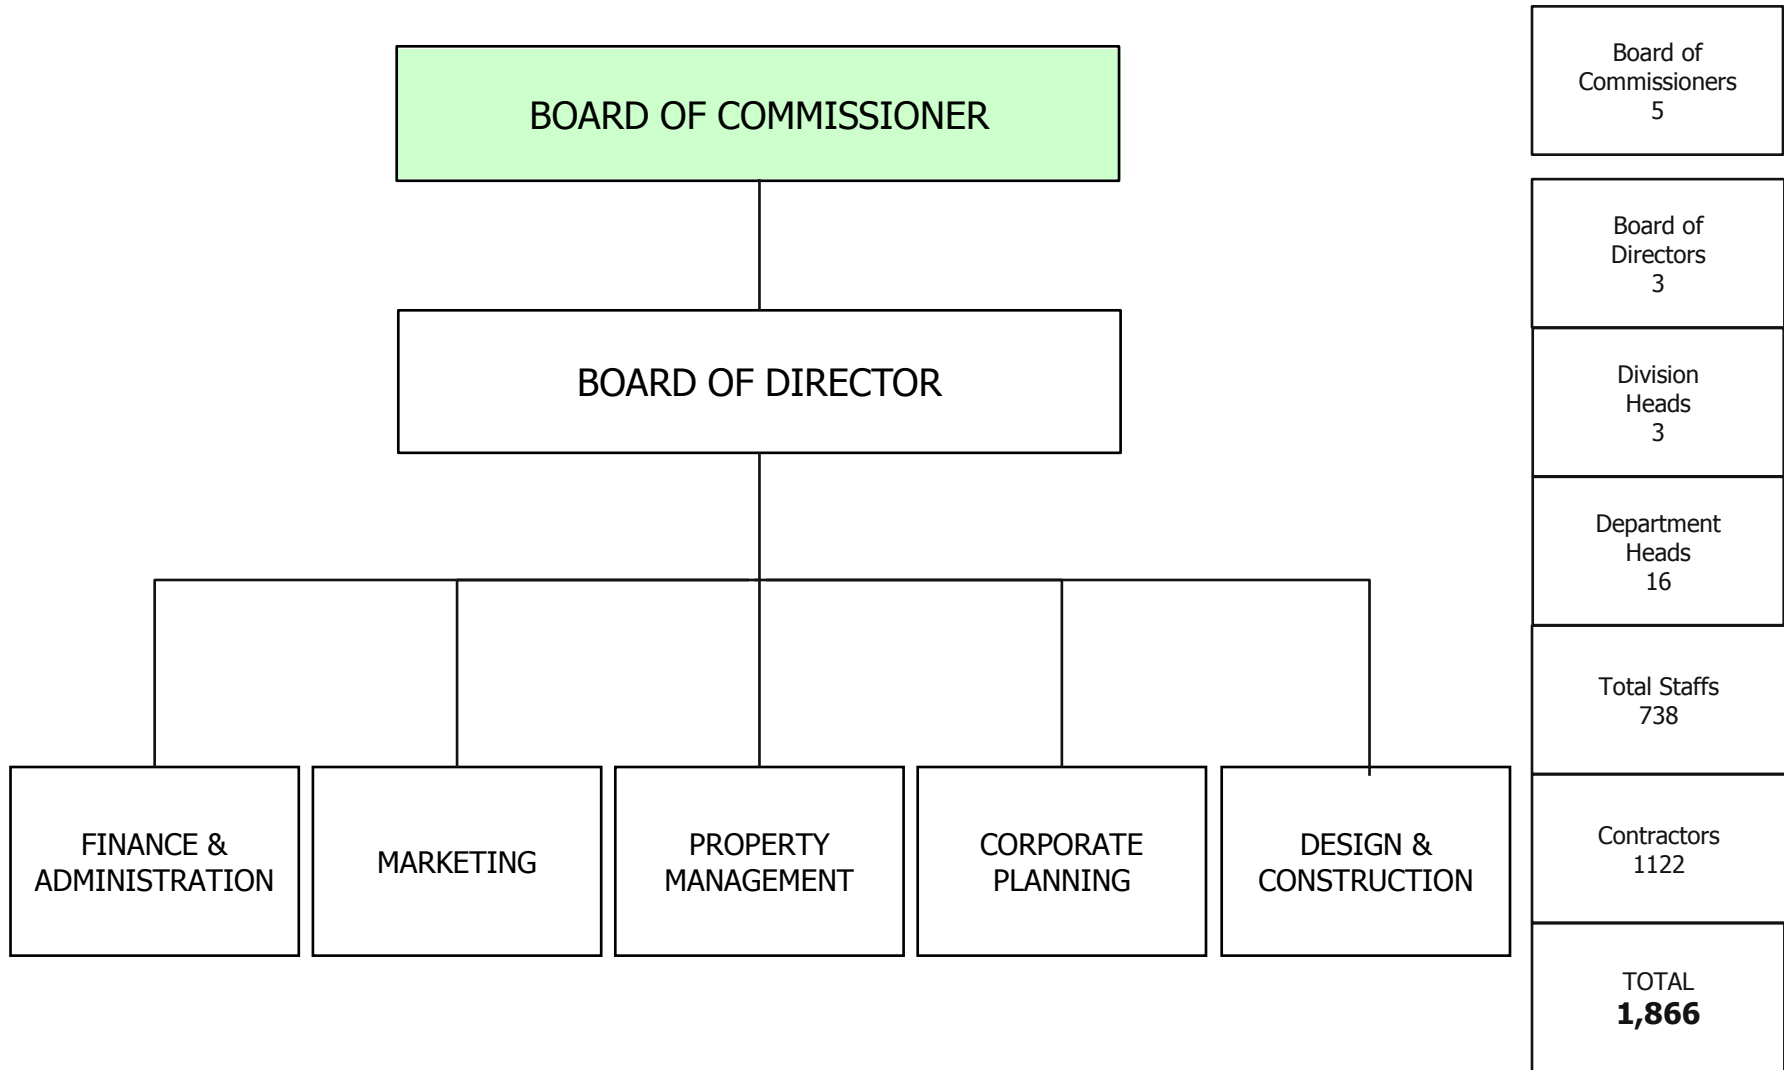 BOARD OF COMMISSIONER
BOARD OF DIRECTOR
FINANCE &
ADMINISTRATION
MARKETING
PROPERTY
MANAGEMENT
CORPORATE
PLANNING
DESIGN &
CONSTRUCTION
Board of
Commissioners
5
Board of
Directors
3
Division
Heads
3
Department
Heads
16
Total Staffs
738
Contractors
1122
TOTAL
1,866